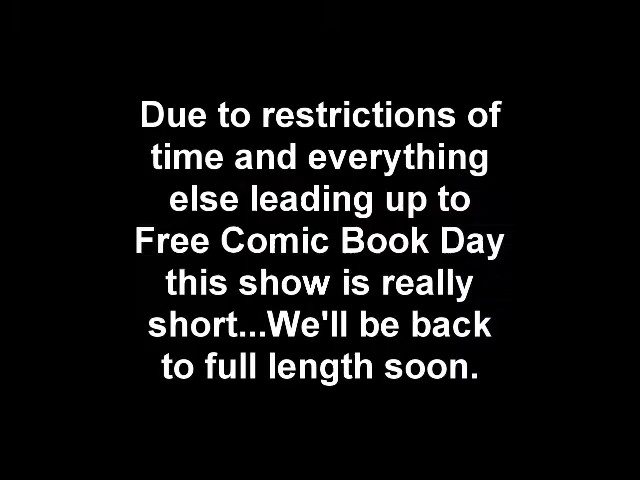 Due to restrictions of
time and everything
else leading up to
Free Comic Book Day
this show is really
short...We'll be back
to full length soon.